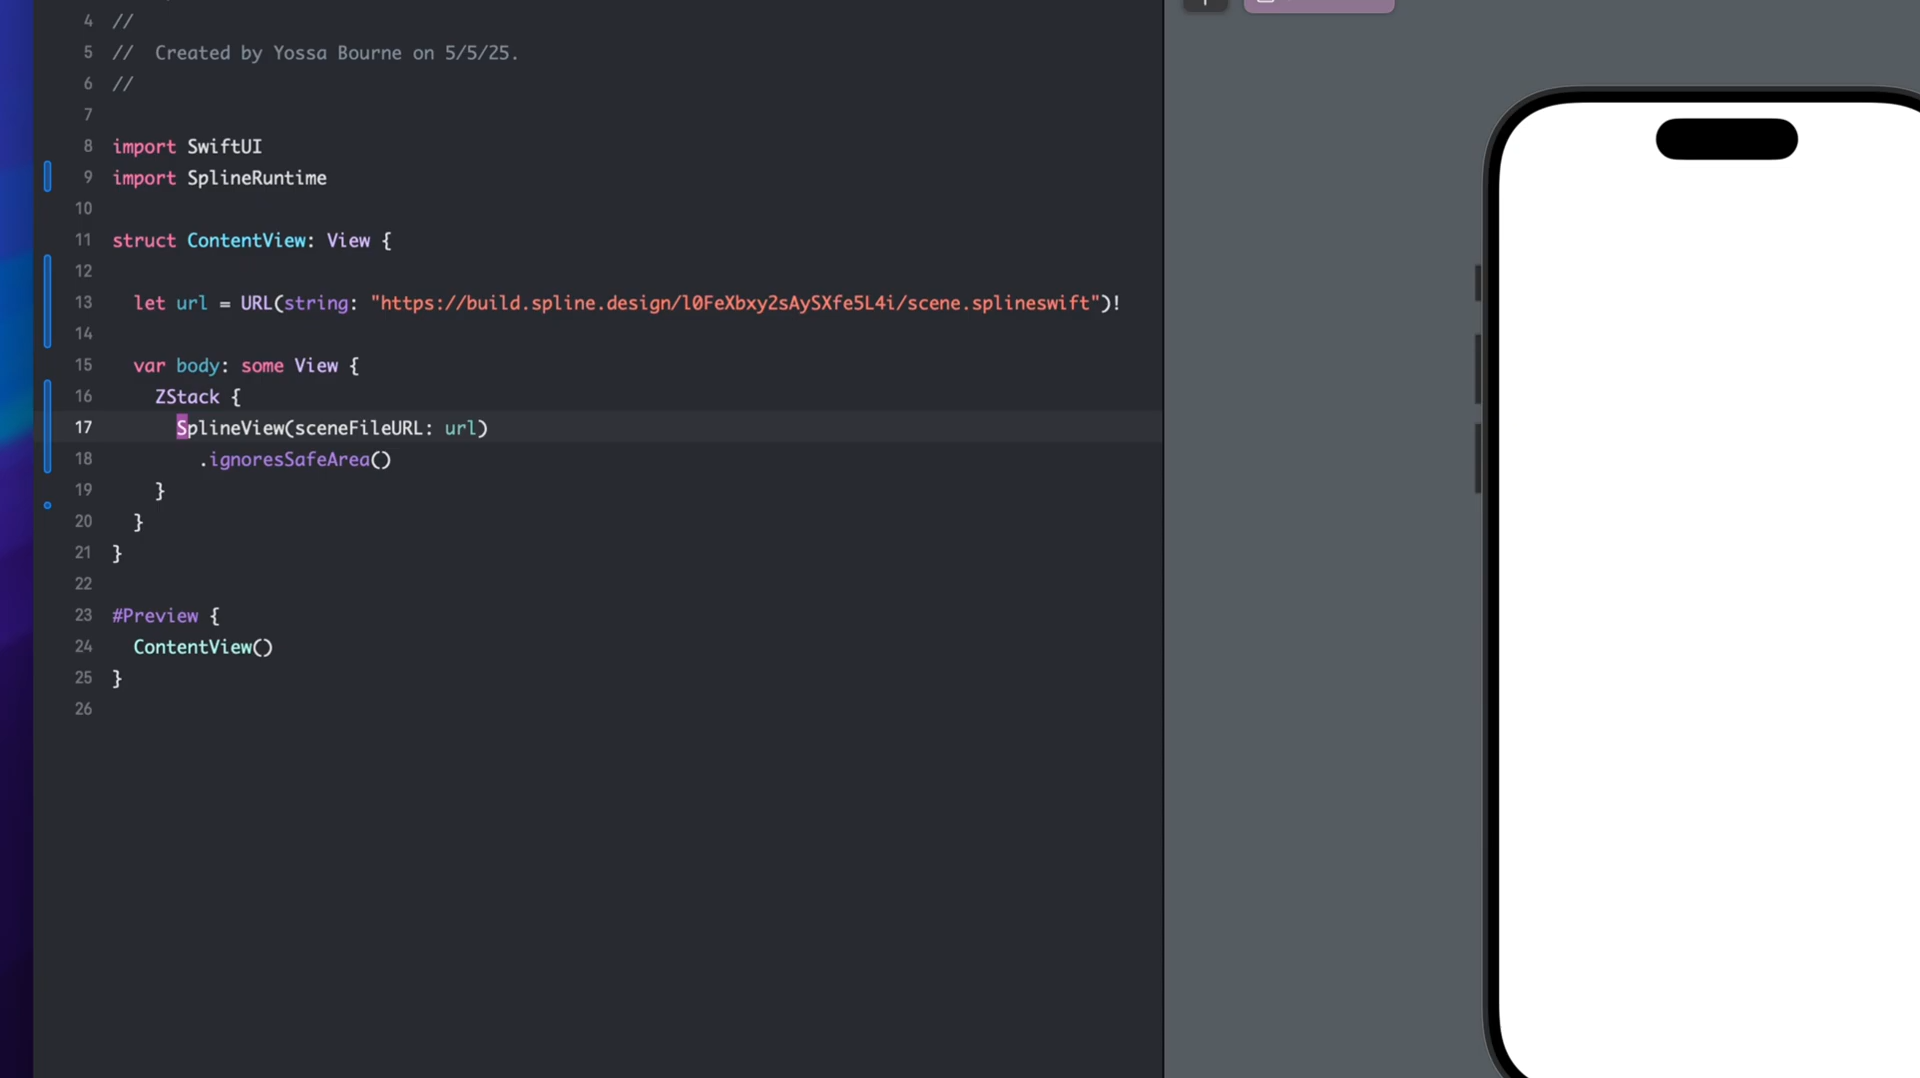 4 //
5 //  Created by Yossa Bourne on 5/5/25.
6 //
7
8 import SwiftUI
9 import SplineRuntime
10
11 struct ContentView: View {
12
13   let url = URL(string: "https://build.spline.design/l0FeXbxy2sAySXfe5L4i/scene.splineswift")!
14
15   var body: some View {
16     ZStack {
17       SplineView(sceneFileURL: url)
18         .ignoresSafeArea()
19     }
20   }
21 }
22
23 #Preview {
24   ContentView()
25 }
26